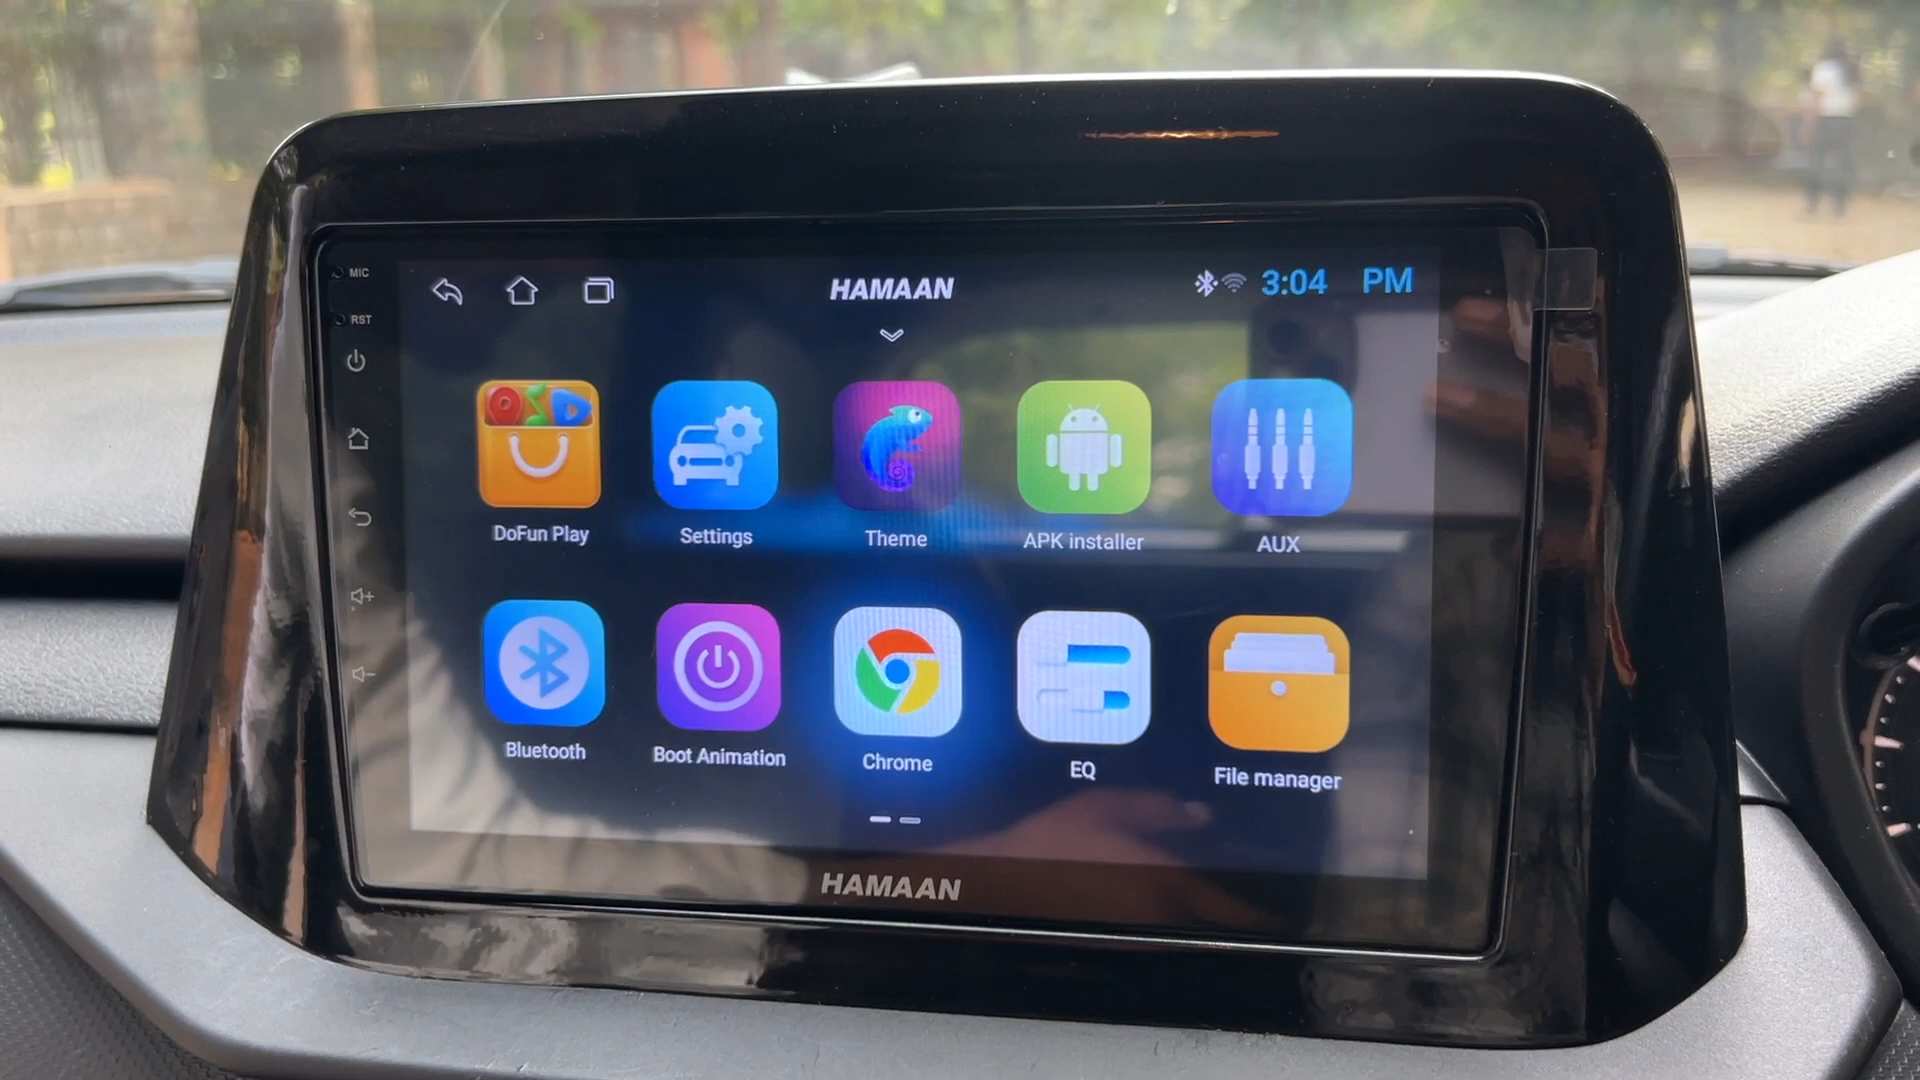 MIC
RST
HAMAAN
3:04 PM
DoFun Play
Settings
Theme
APK installer
AUX
Bluetooth
Boot Animation
Chrome
EQ
File manager
HAMAAN